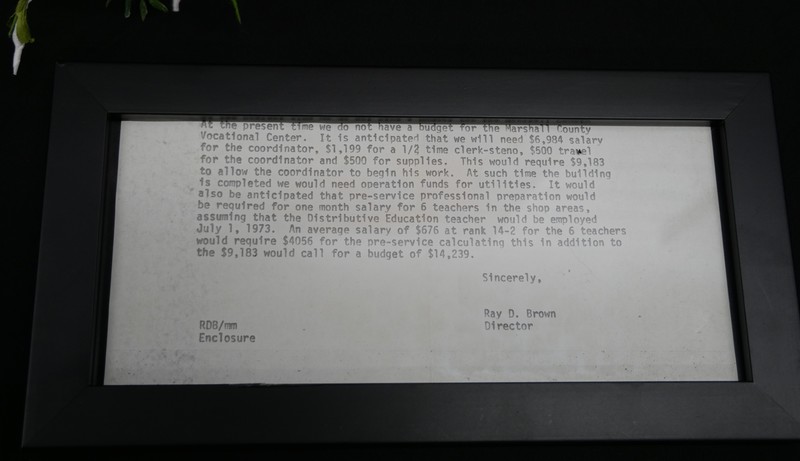 At the present time we do not have a budget for the Marshall County
Vocational Center. It is anticipated that we will need $6,984 salary
for the coordinator, $1,199 for a 1/2 time clerk-steno, $500 travel
for the coordinator and $500 for supplies. This would require $9,183
to allow the coordinator to begin his work. At such time the building
is completed we would need operation funds for utilities. It would
also be anticipated that pre-service professional preparation would
be required for one month salary for 6 teachers in the shop areas,
assuming that the Distributive Education teacher would be employed
July 1, 1973. An average salary of $676 at rank 14-2 for the 6 teachers
would require $4056 for the pre-service calculating this in addition to
the $9,183 would call for a budget of $14,239.
Sincerely,
Ray D. Brown
Director
RDB/mm
Enclosure